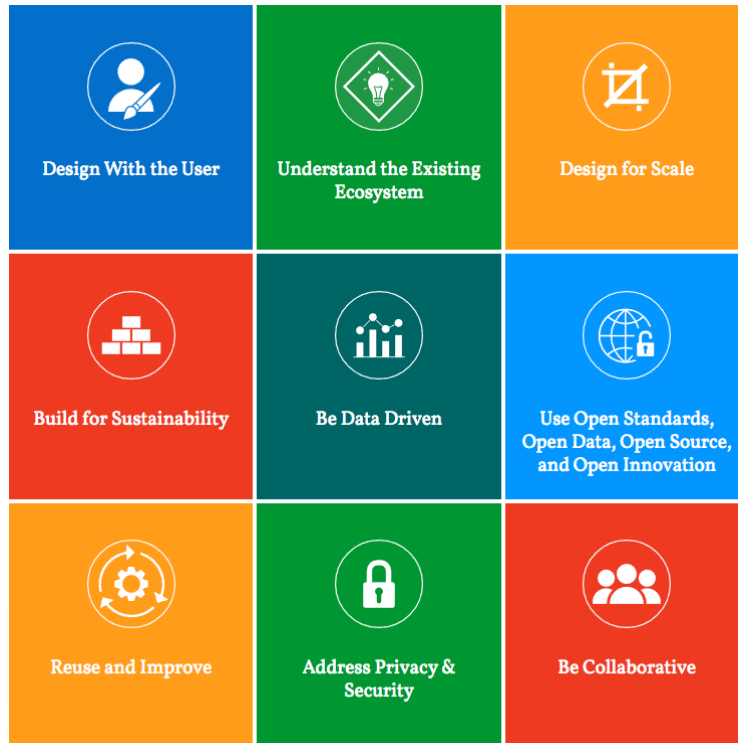 Design With the User
Understand the Existing
Ecosystem
Design for Scale
Build for Sustainability
Be Data Driven
Use Open Standards,
Open Data, Open Source,
and Open Innovation
Reuse and Improve
Address Privacy &
Security
Be Collaborative